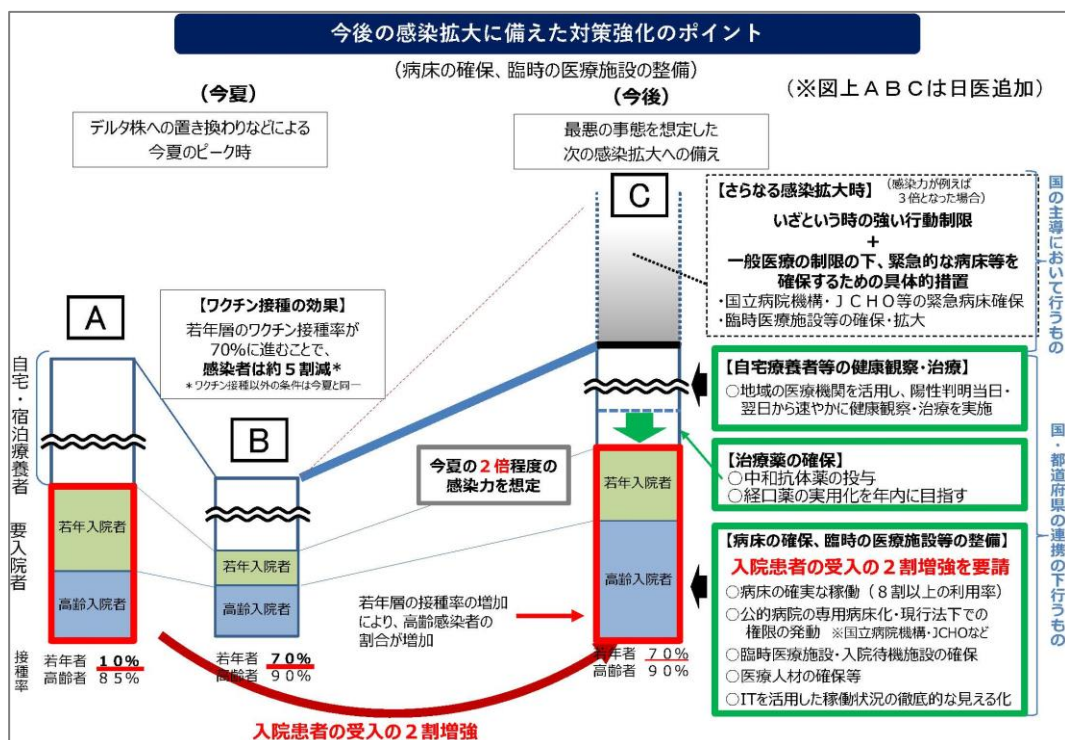 今後の感染拡大に備えた対策強化のポイント
(病床の確保、臨時の医療施設の整備)
(※図上ABCは日医追加)
(今夏)
デルタ株への置き換わりなどによる
今夏のピーク時
(今後)
最悪の事態を想定した
次の感染拡大への備え
A
B
C
【ワクチン接種の効果】
若年層のワクチン接種率が
70%に進むことで、
感染者は約5割減*
*ワクチン接種以外の条件は今夏と同一
自宅・宿泊療養者
要入院者
接種率
若年入院者
高齢入院者
若年者 10%
高齢者 85%
若年入院者
高齢入院者
若年者 70%
高齢者 90%
今夏の2倍程度の
感染力を想定
若年層の接種率の増加
により、高齢感染者の
割合が増加
若年入院者
高齢入院者
若年者 70%
高齢者 90%
入院患者の受入の2割増強
【さらなる感染拡大時】
(感染力が例えば
3倍となった場合)
いざという時の強い行動制限
+
一般医療の制限の下、緊急的な病床等を
確保するための具体的措置
・国立病院機構・JCHO等の緊急病床確保
・臨時医療施設等の確保・拡大
【自宅療養者等の健康観察・治療】
○地域の医療機関を活用し、陽性判明当日・
翌日から速やかに健康観察・治療を実施
【治療薬の確保】
○中和抗体薬の投与
○経口薬の実用化を年内に目指す
【病床の確保、臨時の医療施設等の整備】
入院患者の受入の2割増強を要請
○病床の確実な稼働(8割以上の利用率)
○公的病院の専用病床化・現行法下での
権限の発動 ※国立病院機構・JCHOなど
○臨時医療施設・入院待機施設の確保
○医療人材の確保等
○ITを活用した稼働状況の徹底的な見える化
国の主導において行うもの
国・都道府県の連携の下行うもの